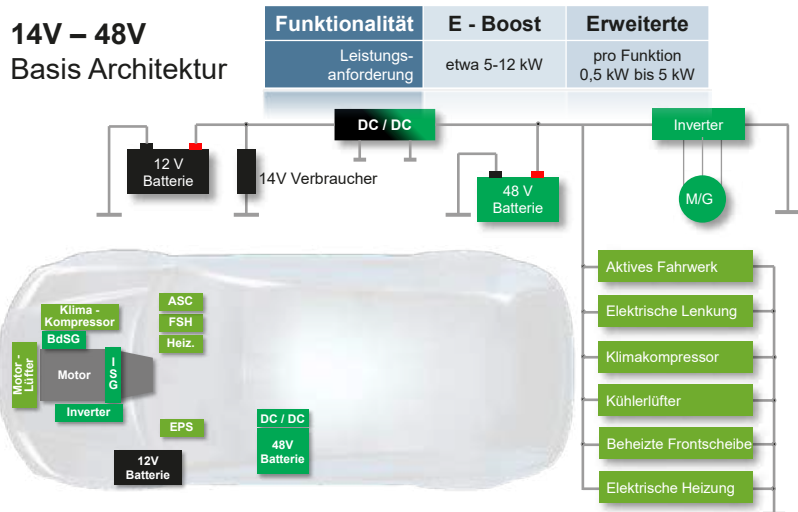 14V – 48V
Basis Architektur
Funktionalität
E - Boost
Erweiterte
Leistungs-
anforderung
etwa 5-12 kW
pro Funktion
0,5 kW bis 5 kW
DC / DC
Inverter
12 V
Batterie
14V Verbraucher
48 V
Batterie
M/G
Aktives Fahrwerk
Elektrische Lenkung
Klimakompressor
Kühlerlüfter
Beheizte Frontscheibe
Elektrische Heizung
Klima -
Kompressor
BdSG
Motor -
Lüfter
Motor
I
S
G
Inverter
ASC
FSH
Heiz.
EPS
12V
Batterie
DC / DC
48V
Batterie